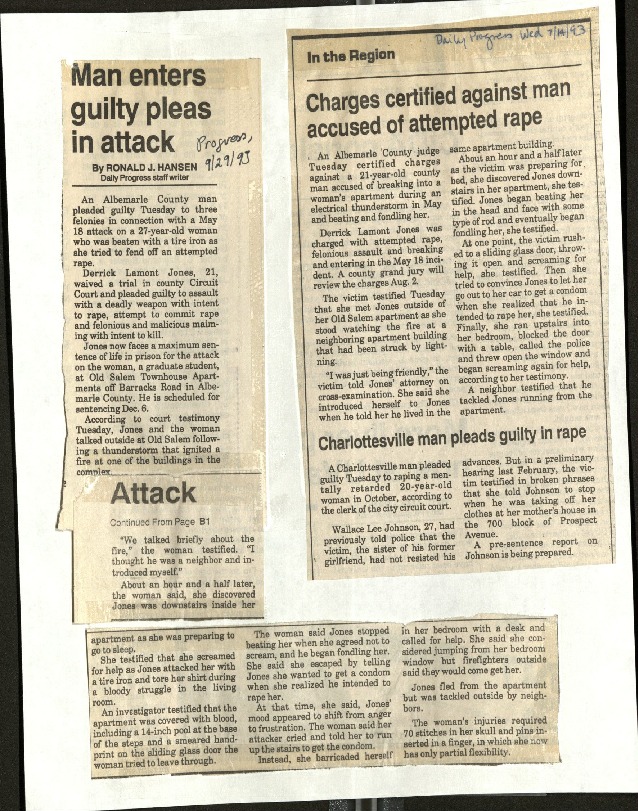 Man enters
guilty pleas
in attack
Progress,
9/29/93
By RONALD J. HANSEN
Daily Progress staff writer
An Albemarle County man
pleaded guilty Tuesday to three
felonies in connection with a May
18 attack on a 27-year-old woman
who was beaten with a tire iron as
she tried to fend off an attempted
rape.
Derrick Lamont Jones, 21,
waived a trial in county Circuit
Court and pleaded guilty to assault
with a deadly weapon with intent
to rape, attempt to commit rape
and felonious and malicious maim-
ing with intent to kill.
Jones now faces a maximum sen-
tence of life in prison for the attack
on the woman, a graduate student,
at Old Salem Townhouse Apart-
ments off Barracks Road in Albe-
marle County. He is scheduled for
sentencing Dec. 6.
According to court testimony
Tuesday, Jones and the woman
talked outside at Old Salem follow-
ing a thunderstorm that ignited a
fire at one of the buildings in the
complex.
Attack
Continued From Page B1
"We talked briefly about the
fire," the woman testified. "I
thought he was a neighbor and in-
troduced myself."
About an hour and a half later,
the woman said, she discovered
Jones was downstairs inside her
apartment as she was preparing to
go to sleep.
She testified that she screamed
for help as Jones attacked her with
a tire iron and tore her shirt during
a bloody struggle in the living
room.
An investigator testified that the
apartment was covered with blood,
including a 14-inch pool at the base
of the steps and a smeared hand-
print on the sliding glass door the
woman tried to leave through.
The woman said Jones stopped
beating her when she agreed not to
scream, and he began fondling her.
She said she escaped by telling
Jones she wanted to get a condom
when she realized he intended to
rape her.
At that time, she said, Jones'
mood appeared to shift from anger
to frustration. The woman said her
attacker cried and told her to run
up the stairs to get the condom.
Instead, she barricaded herself
in her bedroom with a desk and
called for help. She said she con-
sidered jumping from her bedroom
window but firefighters outside
said they would come get her.
Jones fled from the apartment
but was tackled outside by neigh-
bors.
The woman's injuries required
70 stitches in her skull and pins in-
serted in a finger, in which she now
has only partial flexibility.
Daily Progress Wed 7/14/93
In the Region
Charges certified against man
accused of attempted rape
An Albemarle County judge
Tuesday certified charges
against a 21-year-old county
man accused of breaking into a
woman's apartment during an
electrical thunderstorm in May
and beating and fondling her.
Derrick Lamont Jones was
charged with attempted rape,
felonious assault and breaking
and entering in the May 18 inci-
dent. A county grand jury will
review the charges Aug. 2.
The victim testified Tuesday
that she met Jones outside of
her Old Salem apartment as she
stood watching the fire at a
neighboring apartment building
that had been struck by light-
ning.
"I was just being friendly," the
victim told Jones' attorney on
cross-examination. She said she
introduced herself to Jones
when he told her he lived in the
same apartment building.
About an hour and a half later
as the victim was preparing for
bed, she discovered Jones down-
stairs in her apartment, she tes-
tified. Jones began beating her
in the head and face with some
type of rod and eventually began
fondling her, she testified.
At one point, the victim rush-
ed to a sliding glass door, throw-
ing it open and screaming for
help, she testified. Then she
tried to convince Jones to let her
go out to her car to get a condom
when she realized that he in-
tended to rape her, she testified.
Finally, she ran upstairs into
her bedroom, blocked the door
with a table, called the police
and threw open the window and
began screaming again for help,
according to her testimony.
A neighbor testified that he
tackled Jones running from the
apartment.
Charlottesville man pleads guilty in rape
A Charlottesville man pleaded
guilty Tuesday to raping a men-
tally retarded 20-year-old
woman in October, according to
the clerk of the city circuit court.
Wallace Lee Johnson, 27, had
previously told police that the
victim, the sister of his former
girlfriend, had not resisted his
advances. But in a preliminary
hearing last February, the vic-
tim testified in broken phrases
that she told Johnson to stop
when he was taking off her
clothes at her mother's house in
the 700 block of Prospect
Avenue.
A pre-sentence report on
Johnson is being prepared.